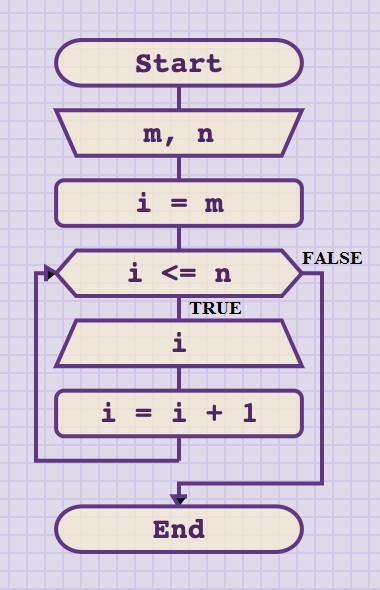 Start
m, n
i = m
i <= n
FALSE
TRUE
i
i = i + 1
End